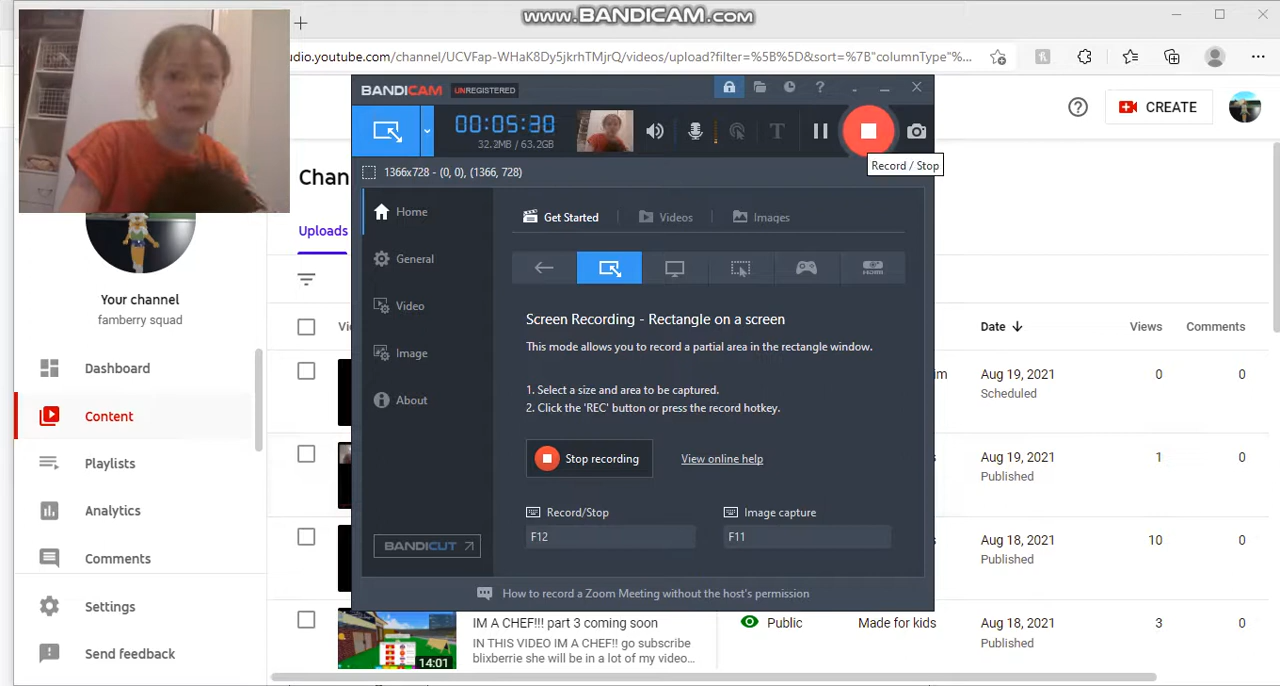 www.BANDICAM.com
udio.youtube.com/channel/UCVFap-WHaK8Dy5jkrhTMjrQ/videos/upload?filter=%5B%5D&sort=%7B"columnType"%...
CREATE
Chan
Uploads
Your channel
famberry squad
Dashboard
Content
Playlists
Analytics
Comments
Settings
Send feedback
BANDICAM UNREGISTERED
00:05:30
32.2MB / 63.2GB
Record / Stop
1366x728 - (0, 0), (1366, 728)
Home
General
Video
Image
About
BANDICUT
Get Started
Videos
Images
HDMI
Screen Recording - Rectangle on a screen
This mode allows you to record a partial area in the rectangle window.
1. Select a size and area to be captured.
2. Click the 'REC' button or press the record hotkey.
Stop recording
View online help
Record/Stop
F12
Image capture
F11
How to record a Zoom Meeting without the host's permission
Date Views Comments
im Aug 19, 2021 0 0
Scheduled
s Aug 19, 2021 1 0
Published
s Aug 18, 2021 10 0
Published
IM A CHEF!!! part 3 coming soon
IN THIS VIDEO IM A CHEF!! go subscribe
blixberrie she will be in a lot of my video...
14:01
Public
Made for kids
Aug 18, 2021 3 0
Published